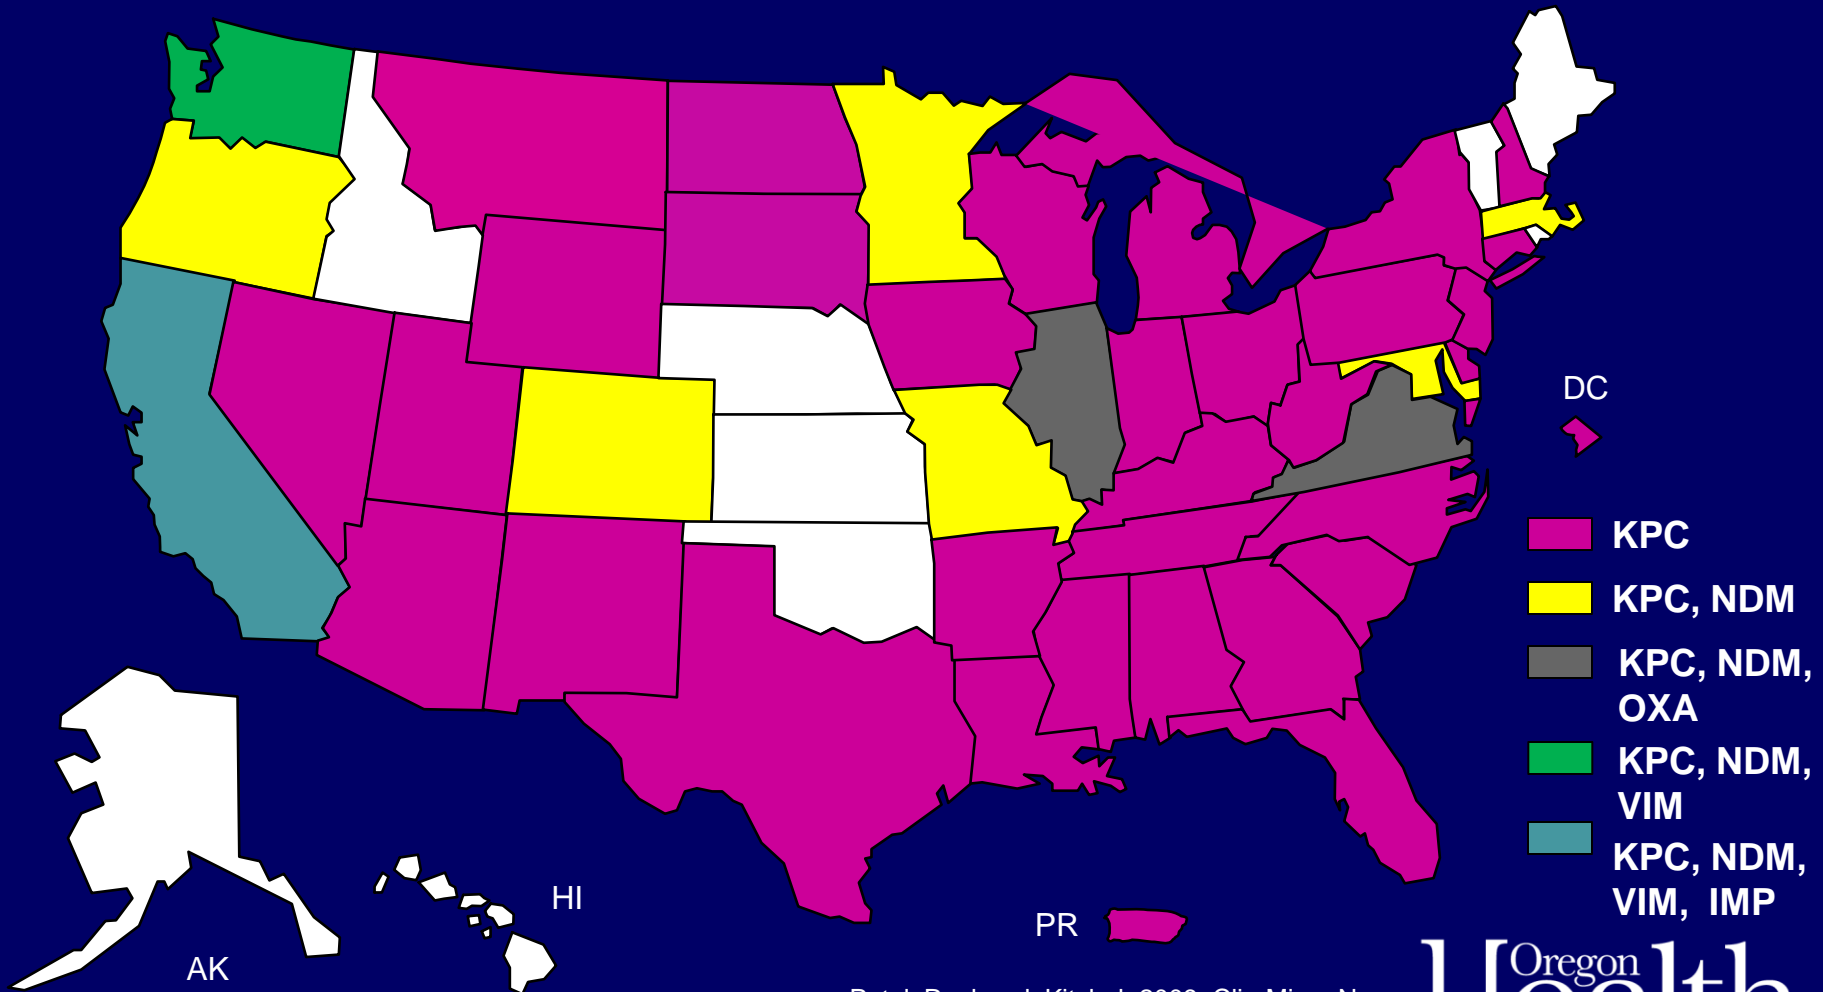 DC
KPC
KPC, NDM
KPC, NDM,
OXA
KPC, NDM,
VIM
KPC, NDM,
VIM, IMP
HI
PR
AK
Oregon